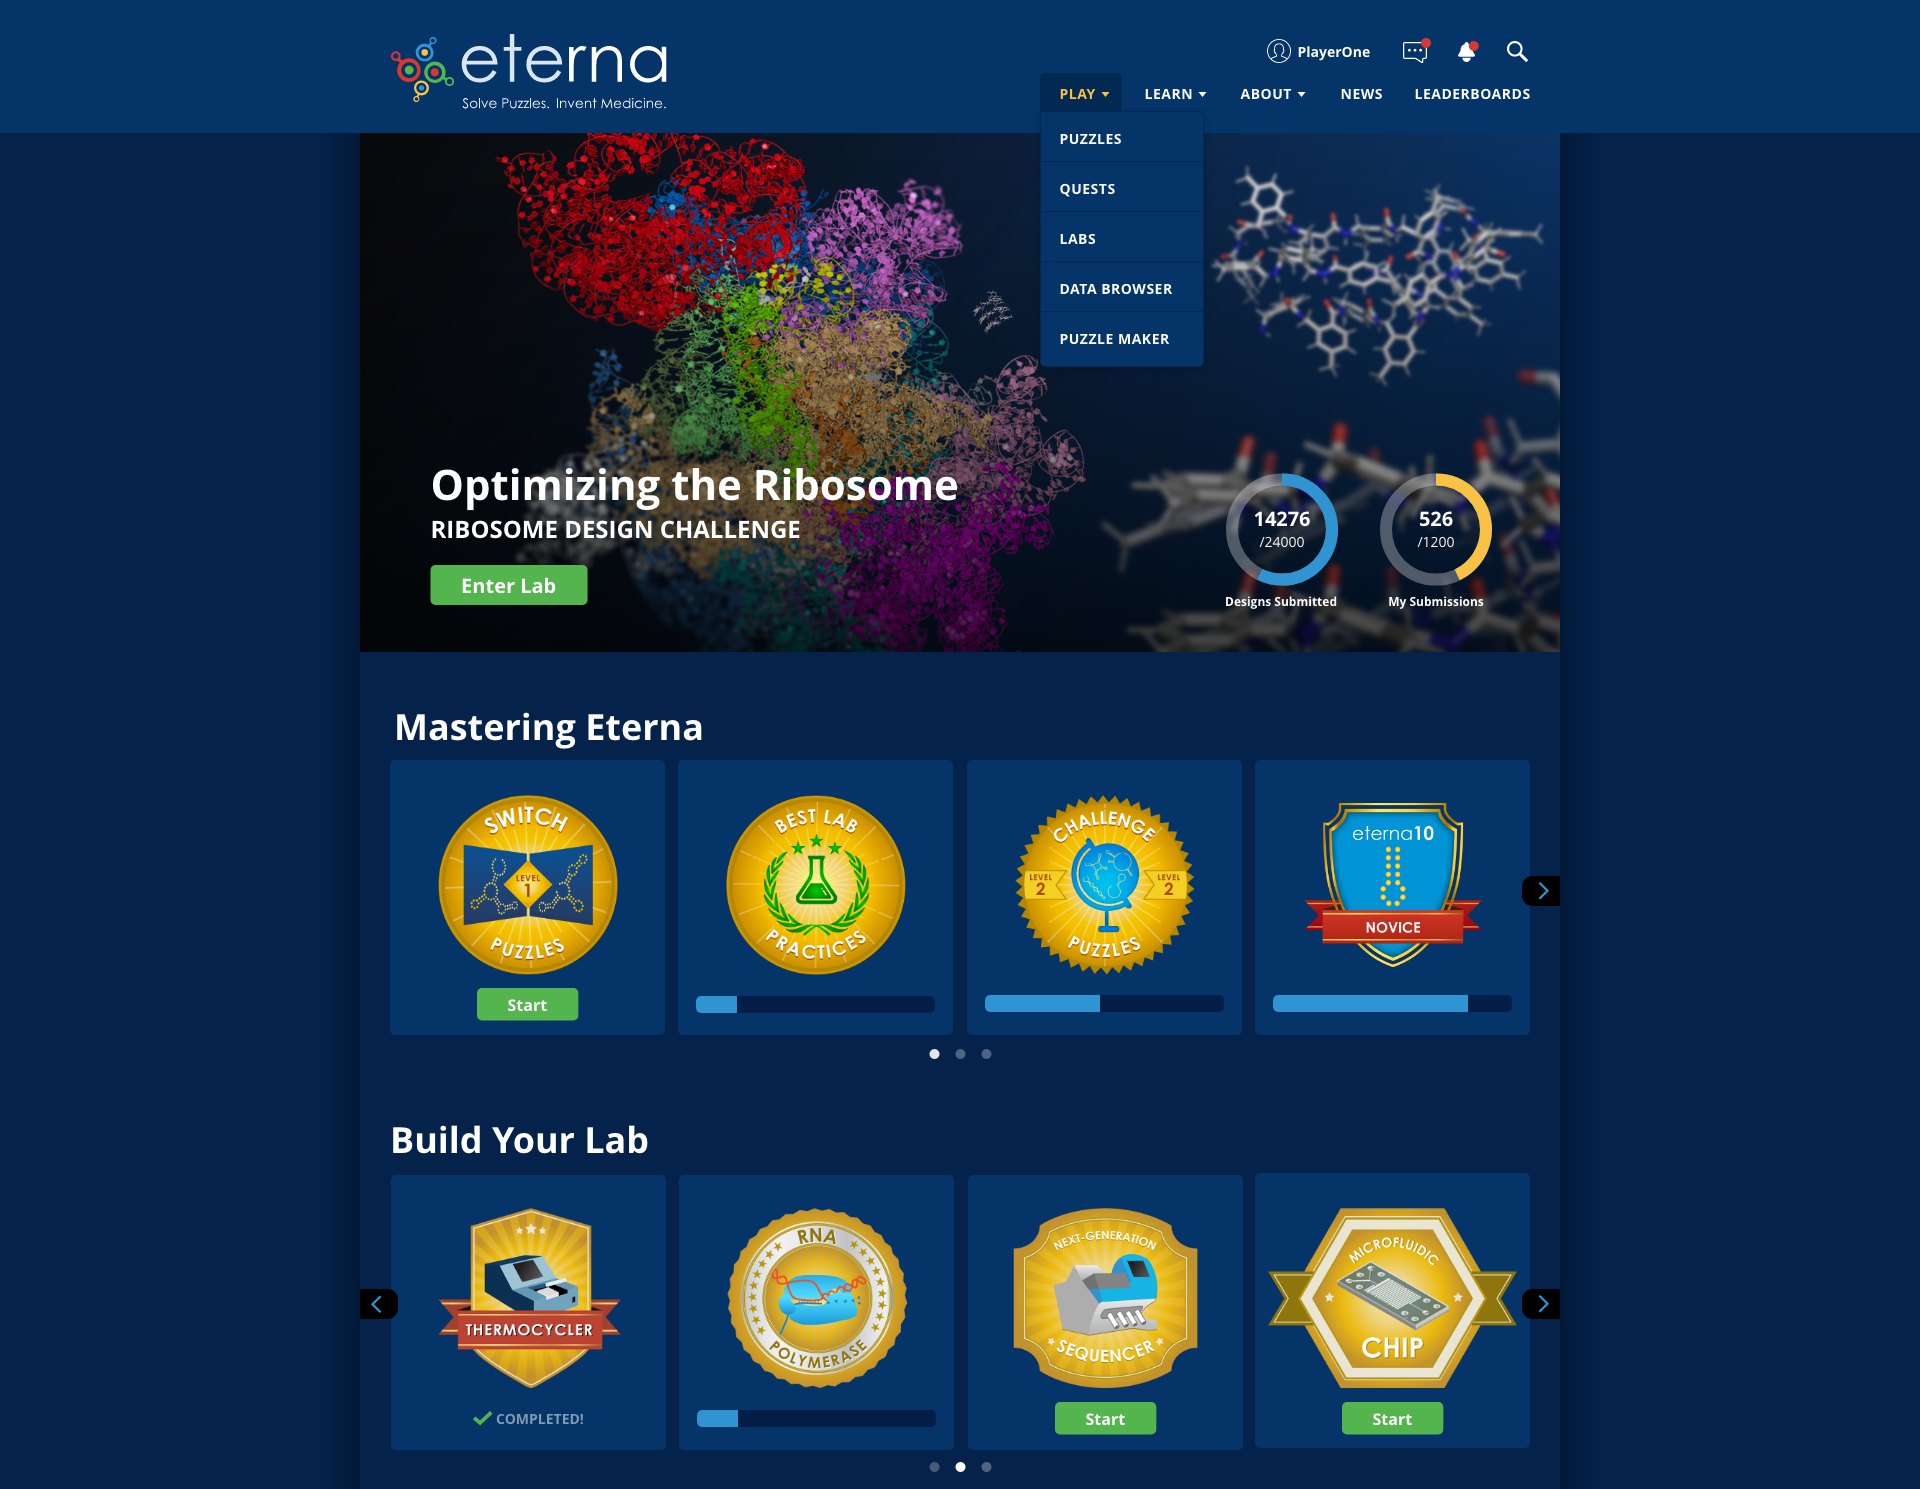 eterna
Solve Puzzles. Invent Medicine.
PlayerOne
PLAY
LEARN
ABOUT
NEWS
LEADERBOARDS
PUZZLES
QUESTS
LABS
DATA BROWSER
PUZZLE MAKER
Optimizing the Ribosome
RIBOSOME DESIGN CHALLENGE
Enter Lab
14276
/24000
Designs Submitted
526
/1200
My Submissions
Mastering Eterna
SWITCH
LEVEL
1
PUZZLES
Start
BEST LAB
PRACTICES
CHALLENGE
LEVEL
2
LEVEL
2
PUZZLES
eterna10
NOVICE
Build Your Lab
THERMOCYCLER
COMPLETED!
RNA
POLYMERASE
NEXT-GENERATION
SEQUENCER
Start
MICROFLUIDIC
CHIP
Start